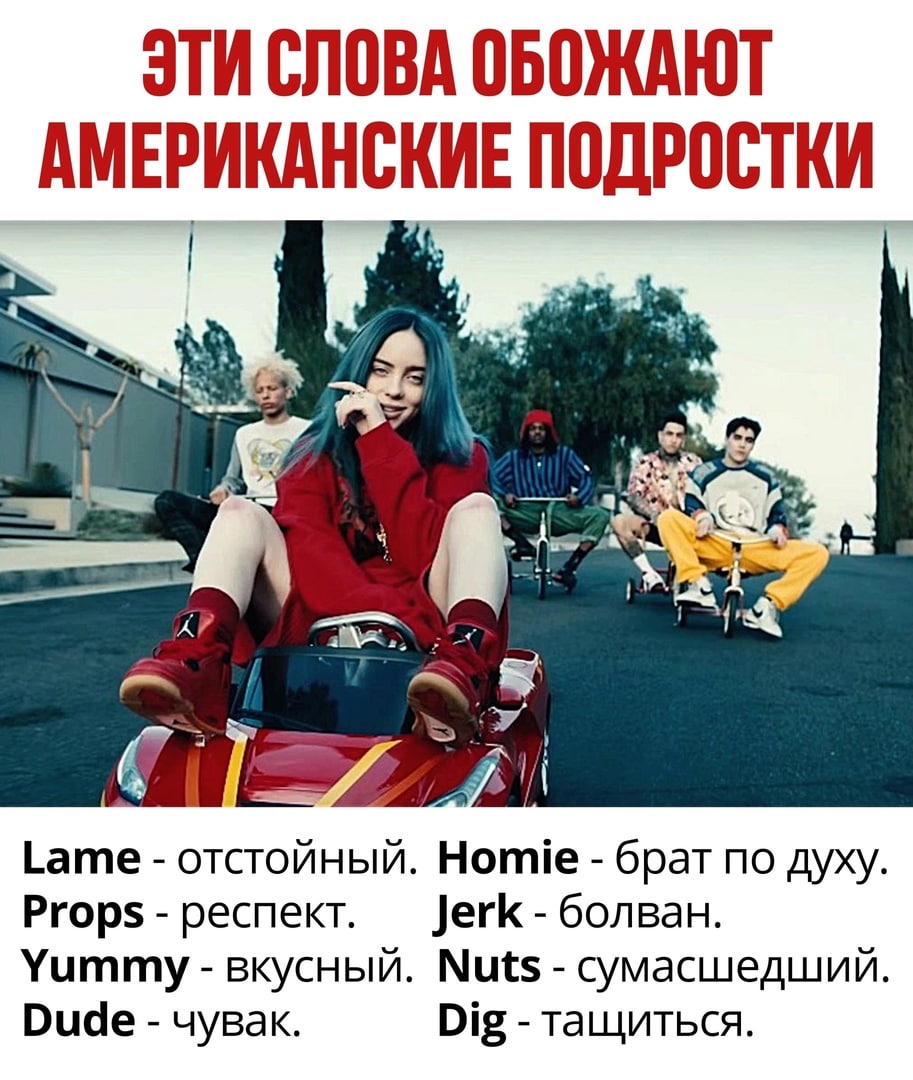 ЭТИ СЛОВА ОБОЖАЮТ
АМЕРИКАНСКИЕ ПОДРОСТКИ
Lame - отстойный.
Props - респект.
Yummy - вкусный.
Dude - чувак.
Homie - брат по духу.
Jerk - болван.
Nuts - сумасшедший.
Dig - тащиться.